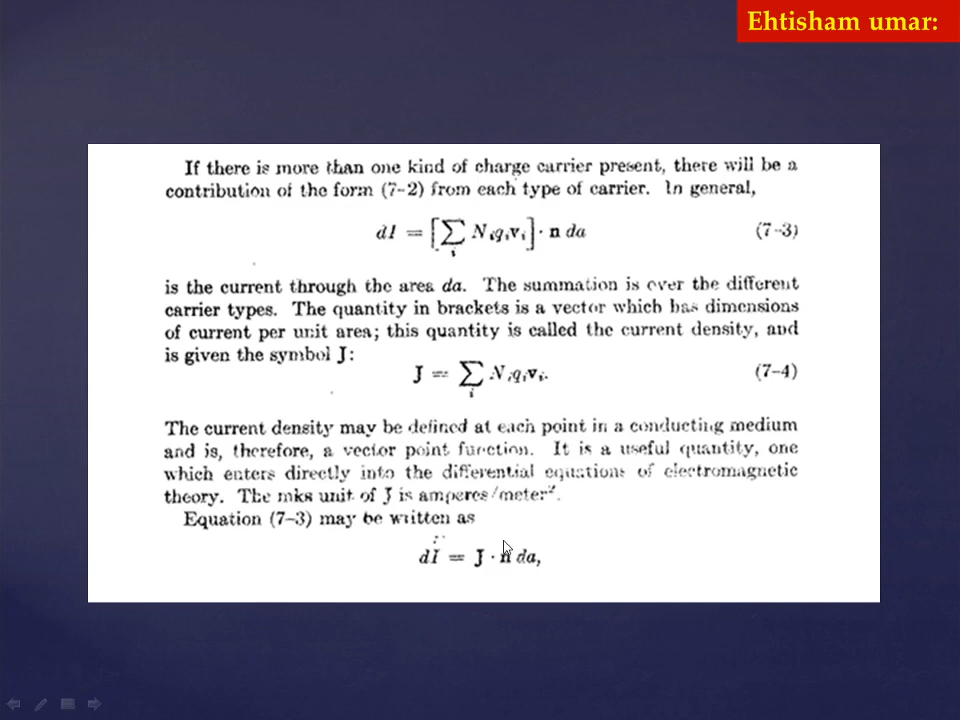 Ehtisham umar:
If there is more than one kind of charge carrier present, there will be a
contribution of the form (7-2) from each type of carrier. In general,
dI = [∑ᵢ Nᵢqᵢvᵢ] · n da (7-3)
is the current through the area da. The summation is over the different
carrier types. The quantity in brackets is a vector which has dimensions
of current per unit area; this quantity is called the current density, and
is given the symbol J:
J = ∑ᵢ Nᵢqᵢvᵢ. (7-4)
The current density may be defined at each point in a conducting medium
and is, therefore, a vector point function. It is a useful quantity, one
which enters directly into the differential equations of electromagnetic
theory. The mks unit of J is amperes/meter².
Equation (7-3) may be written as
dI = J · n da,